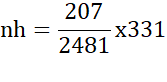 nh = 207/2481 x331